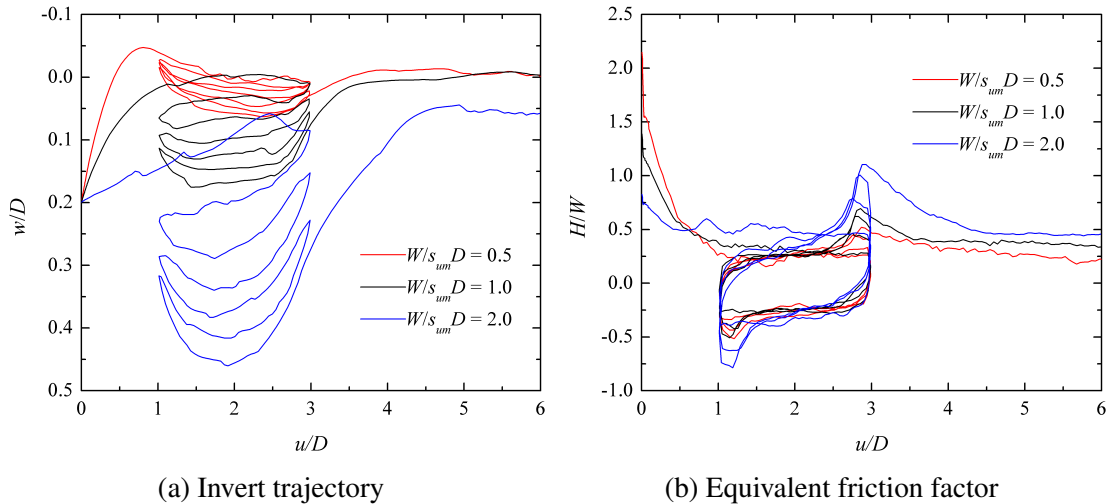 -0.1
0.0
0.1
0.2
0.3
0.4
0.5
w/D
0 1 2 3 4 5 6
u/D
W/s_um D = 0.5
W/s_um D = 1.0
W/s_um D = 2.0
(a) Invert trajectory
2.5
2.0
1.5
1.0
0.5
0.0
-0.5
-1.0
H/W
0 1 2 3 4 5 6
u/D
W/s_um D = 0.5
W/s_um D = 1.0
W/s_um D = 2.0
(b) Equivalent friction factor